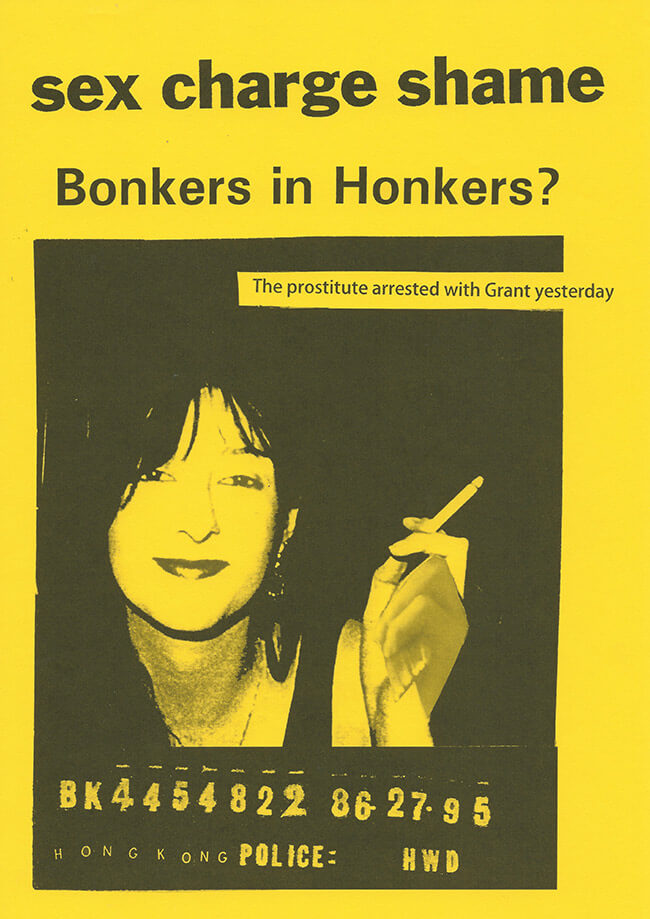 sex charge shame
Bonkers in Honkers?
The prostitute arrested with Grant yesterday
BK4454822 86-27-95
HONGKONG POLICE: HWD